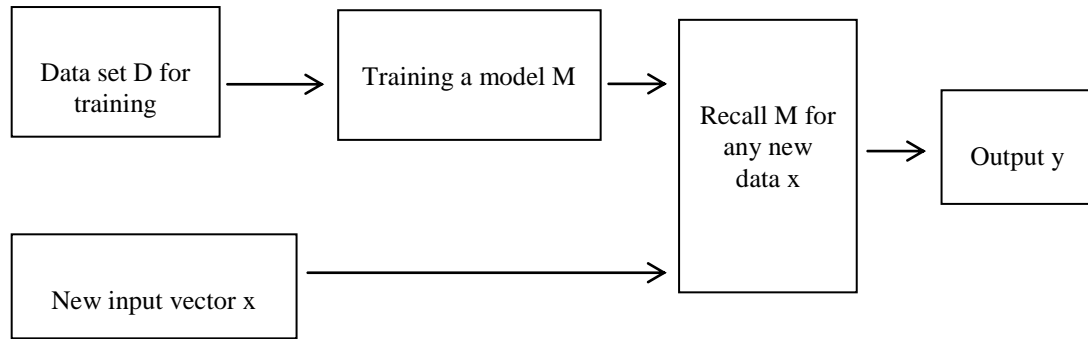 Data set D for
training
Training a model M
Recall M for
any new
data x
Output y
New input vector x